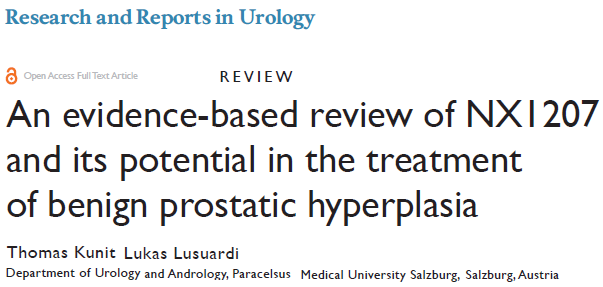 Research and Reports in Urology
Open Access Full Text Article
REVIEW
An evidence-based review of NX1207
and its potential in the treatment
of benign prostatic hyperplasia
Thomas Kunit Lukas Lusuardi
Department of Urology and Andrology, Paracelsus Medical University Salzburg, Salzburg, Austria